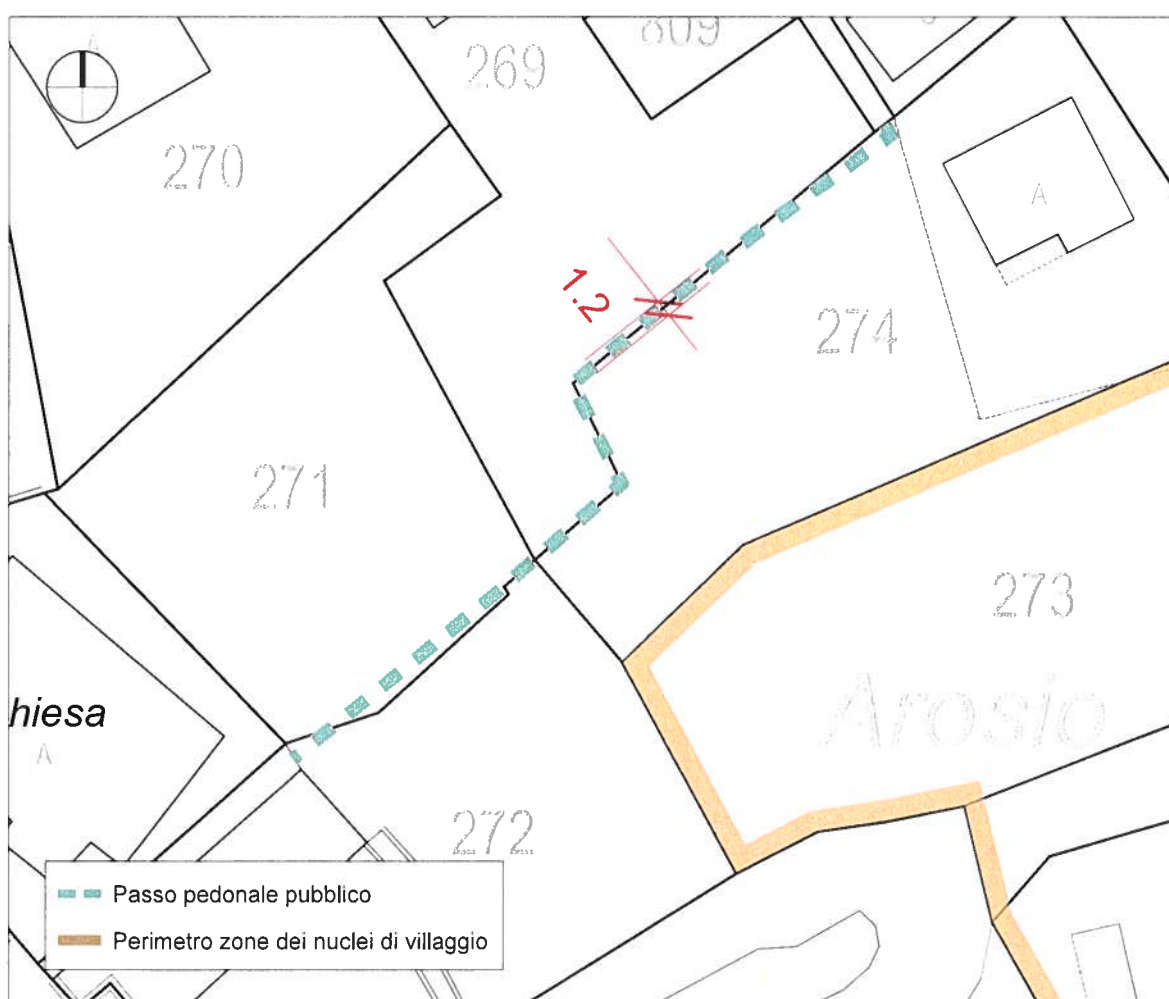 269
809
270
A
1.2
274
271
273
hiesa
Arosio
A
272
Passo pedonale pubblico
Perimetro zone dei nuclei di villaggio